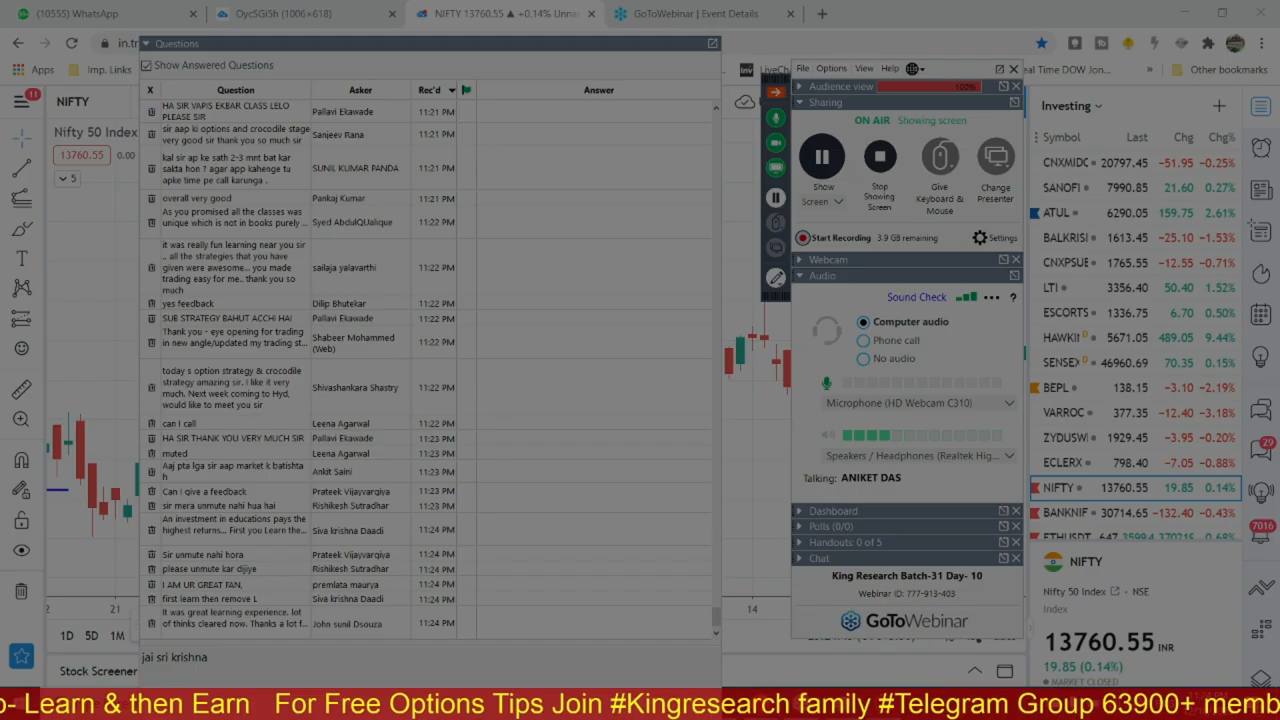 (10555) WhatsApp
OycSGiSh (1006×618)
NIFTY 13760.55 ▲ +0.14% Unna
GoToWebinar | Event Details
in.tr
Apps
Imp. Links
LiveCh
eal Time DOW Jon...
Other bookmarks
Questions
Show Answered Questions
X Question Asker Rec'd Answer
HA SIR VAPIS EKBAR CLASS LELO
PLEASE SIR
Pallavi Ekawade 11:21 PM
sir aap ki options and crocodile stage
very good sir thank you so much sir
Sanjeev Rana 11:21 PM
kal sir ap ke sath 2-3 mnt bat kar
sakta hon ? agar app kahenge tu
apke time pe call karunga .
SUNIL KUMAR PANDA 11:21 PM
overall very good Pankaj Kumar 11:21 PM
As you promised all the classes was
unique which is not in books purely ...
Syed AbdulQUalique 11:22 PM
it was really fun learning near you sir
.. all the strategies that you have
given were awesome... you made
trading easy for me.. thank you so
much
sailaja yalavarthi 11:22 PM
yes feedback Dilip Bhutekar 11:22 PM
SUB STRATEGY BAHUT ACCHI HAI Pallavi Ekawade 11:22 PM
Thank you - eye opening for trading
in new angle/updated my trading st...
Shabeer Mohammed
(Web)
11:22 PM
today s option strategy & crocodile
strategy amazing sir. I like it very
much. Next week coming to Hyd,
would like to meet you sir
Shivashankara Shastry 11:22 PM
can I call Leena Agarwal 11:22 PM
HA SIR THANK YOU VERY MUCH SIR Pallavi Ekawade 11:23 PM
muted Leena Agarwal 11:23 PM
Aaj pta lga sir aap market k batishta
h
Ankit Saini 11:23 PM
Can I give a feedback Prateek Vijayvargiya 11:23 PM
sir mera unmute nahi hua hai Rishikesh Sutradhar 11:23 PM
An investment in educations pays the
highest returns... First you Learn the...
Siva krishna Daadi 11:24 PM
Sir unmute nahi hora Prateek Vijayvargiya 11:24 PM
please unmute kar dijiye Rishikesh Sutradhar 11:24 PM
I AM UR GREAT FAN, premlata maurya 11:24 PM
first learn then remove L Siva krishna Daadi 11:24 PM
It was great learning experience. lot
of thinks cleared now. Thanks a lot f...
John sunil Dsouza 11:24 PM
jai sri krishna
11
NIFTY
Nifty 50 Index
13760.55 0.00
5
2 21
14
1D 5D 1M
Stock Screener
File Options View Help
Audience view 100%
Sharing
ON AIR Showing screen
Show
Screen
Stop
Showing
Screen
Give
Keyboard &
Mouse
Change
Presenter
Start Recording 3.9 GB remaining Settings
Webcam
Audio
Sound Check ?
Computer audio
Phone call
No audio
Microphone (HD Webcam C310)
Speakers / Headphones (Realtek Hig...
Talking: ANIKET DAS
Dashboard
Polls (0/0)
Handouts: 0 of 5
Chat
King Research Batch-31 Day- 10
Webinar ID: 777-913-403
GoToWebinar
Investing
Symbol Last Chg Chg%
CNXMIDC 20797.45 −51.95 −0.25%
SANOFI 7990.85 21.60 0.27%
ATUL 6290.05 159.75 2.61%
BALKRISI 1613.45 −25.10 −1.53%
CNXPSUE 1765.55 −12.55 −0.71%
LTI 3356.40 50.40 1.52%
ESCORTS 1336.75 6.70 0.50%
HAWKII D 5671.05 489.05 9.44%
SENSEX D 46960.69 70.35 0.15%
BEPL 138.15 −3.10 −2.19%
VARROC 377.35 −12.40 −3.18%
ZYDUSW 1929.45 −3.95 −0.20%
ECLERX 798.40 −7.05 −0.88%
NIFTY 13760.55 19.85 0.14%
BANKNIF 30714.65 −132.40 −0.43%
NIFTY
Nifty 50 Index NSE
Index
13760.55 INR
19.85 (0.14%)
MARKET CLOSED
29
7016
- Learn & then Earn For Free Options Tips Join #Kingresearch family #Telegram Group 63900+ memb